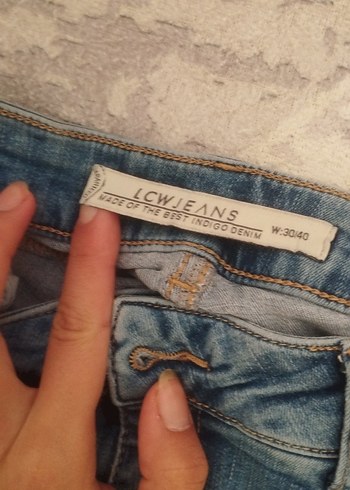 LCWJEANS
MADE OF THE BEST INDIGO DENIM
W:30/40